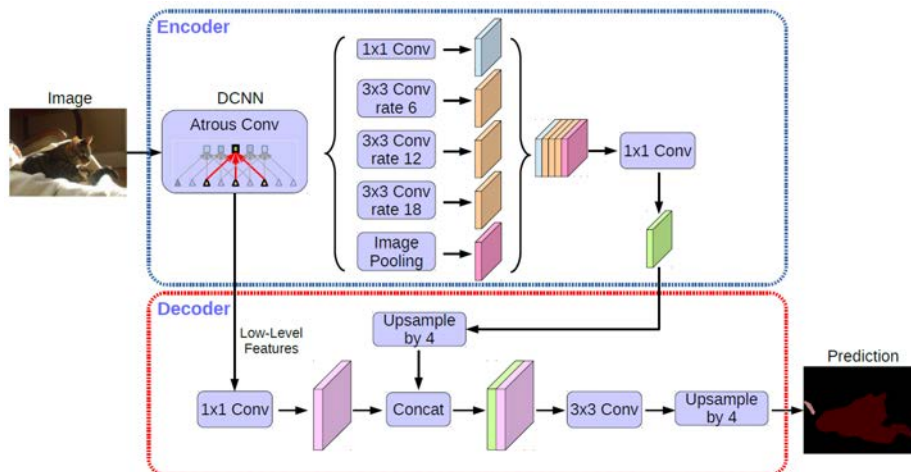 Encoder
Image
DCNN
Atrous Conv
1x1 Conv
3x3 Conv
rate 6
3x3 Conv
rate 12
3x3 Conv
rate 18
Image
Pooling
1x1 Conv
Decoder
Low-Level
Features
Upsample
by 4
1x1 Conv
Concat
3x3 Conv
Upsample
by 4
Prediction